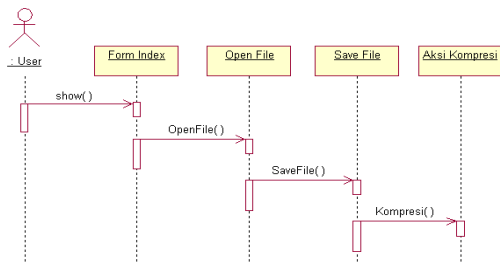 : User
Form Index
Open File
Save File
Aksi Kompresi
show( )
OpenFile( )
SaveFile( )
Kompresi( )